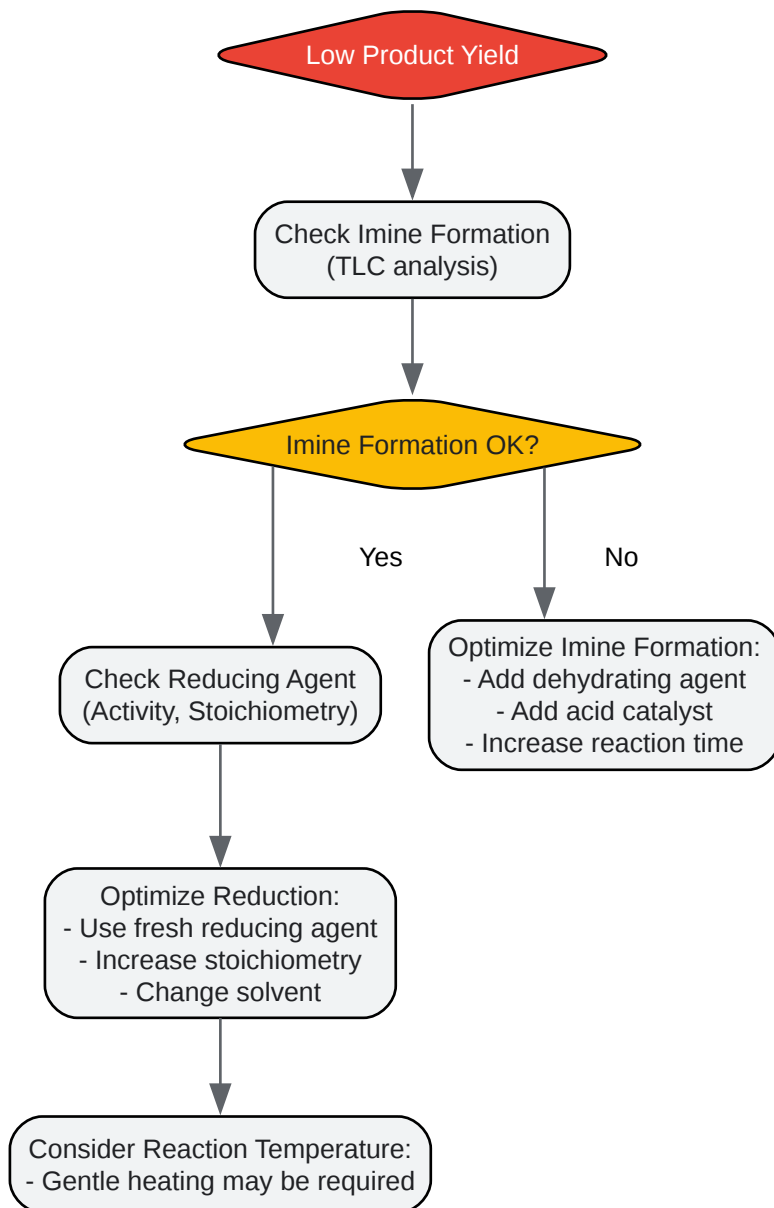 Low Product Yield
Check Imine Formation
(TLC analysis)
Imine Formation OK?
Yes
No
Check Reducing Agent
(Activity, Stoichiometry)
Optimize Imine Formation:
- Add dehydrating agent
- Add acid catalyst
- Increase reaction time
Optimize Reduction:
- Use fresh reducing agent
- Increase stoichiometry
- Change solvent
Consider Reaction Temperature:
- Gentle heating may be required